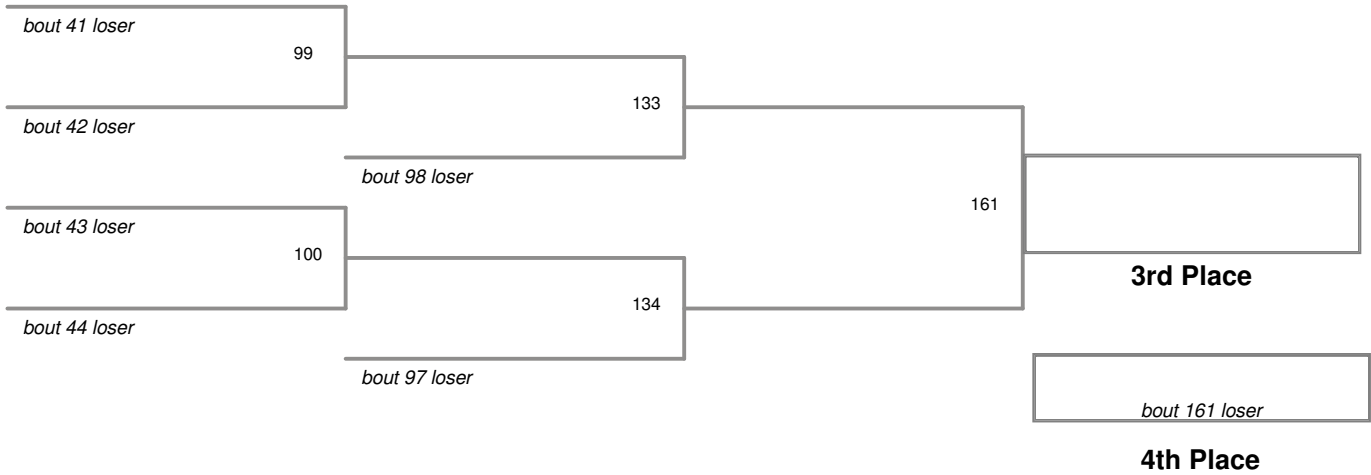 bout 41 loser
99
bout 42 loser
133
bout 98 loser
bout 43 loser
100
bout 44 loser
134
bout 97 loser
161
3rd Place
bout 161 loser
4th Place